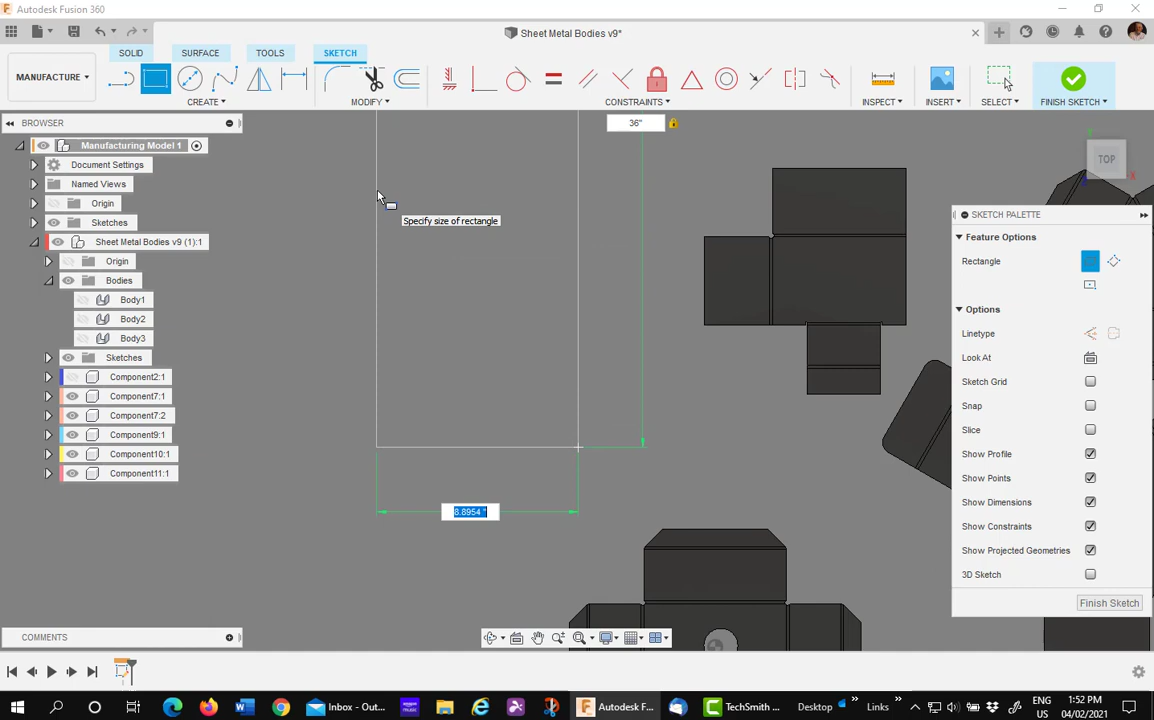 Autodesk Fusion 360
Sheet Metal Bodies v9*
SOLID SURFACE TOOLS SKETCH
MANUFACTURE
CREATE MODIFY CONSTRAINTS INSPECT INSERT SELECT FINISH SKETCH
BROWSER
36"
Manufacturing Model 1
TOP
Z
X
Document Settings
Named Views
Origin
Specify size of rectangle
SKETCH PALETTE
Sketches
Feature Options
Sheet Metal Bodies v9 (1):1
Origin
Rectangle
Bodies
Body1
Options
Body2
Linetype
Body3
Look At
Sketches
Component2:1
Sketch Grid
Component7:1
Snap
Component7:2
Slice
Component9:1
Show Profile
Component10:1
Component11:1
Show Points
Show Dimensions
8.8954 "
Show Constraints
Show Projected Geometries
3D Sketch
Finish Sketch
COMMENTS
Inbox - Out...
Autodesk F...
TechSmith ...
Desktop
Links
ENG
US
1:52 PM
04/02/2021